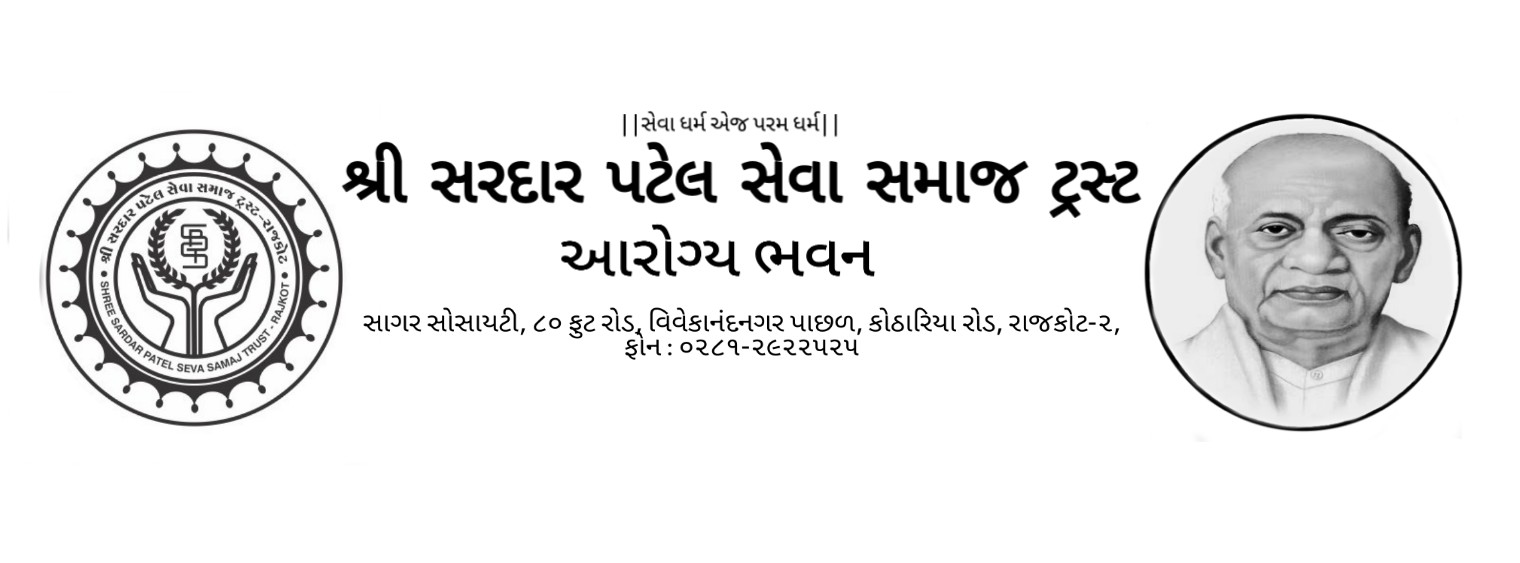 ||સેવા ધર્મ એજ પરમ ધર્મ||
શ્રી સરદાર પટેલ સેવા સમાજ ટ્રસ્ટ
આરોગ્ય ભવન
સાગર સોસાયટી, ૮૦ ફુટ રોડ, વિવેકાનંદનગર પાછળ, કોઠારિયા રોડ, રાજકોટ-૨,
ફોન : ૦૨૮૧-૨૯૨૨૫૨૫
શ્રી સરદાર પટેલ સેવા સમાજ ટ્રસ્ટ-રાજકોટ
SHREE SARDAR PATEL SEVA SAMAJ TRUST - RAJKOT